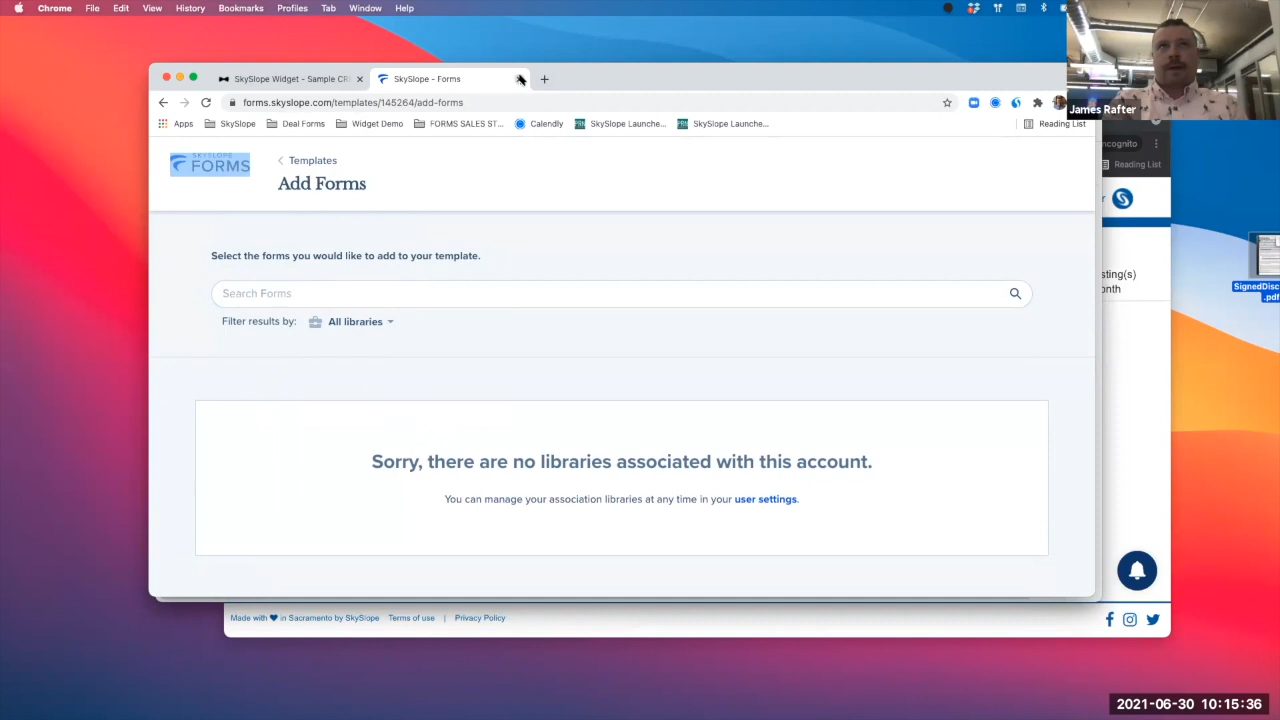 Chrome File Edit View History Bookmarks Profiles Tab Window Help
James Rafter
SkySlope Widget - Sample CR
SkySlope - Forms
forms.skyslope.com/templates/145264/add-forms
Apps SkySlope Deal Forms Wid RMS SALES ST... Calendly SkySlope Launche... SkySlope Launche... Reading List
ncognito
Reading List
SKYSLOPE
FORMS
Templates
Add Forms
r
Select the forms you would like to add to your template.
Search Forms
Filter results by: All libraries
sting(s)
onth
SignedDisc
.pdf
Sorry, there are no libraries associated with this account.
You can manage your association libraries at any time in your user settings.
Made with in Sacramento by SkySlope Terms of use | Privacy Policy
2021-06-30 10:15:36